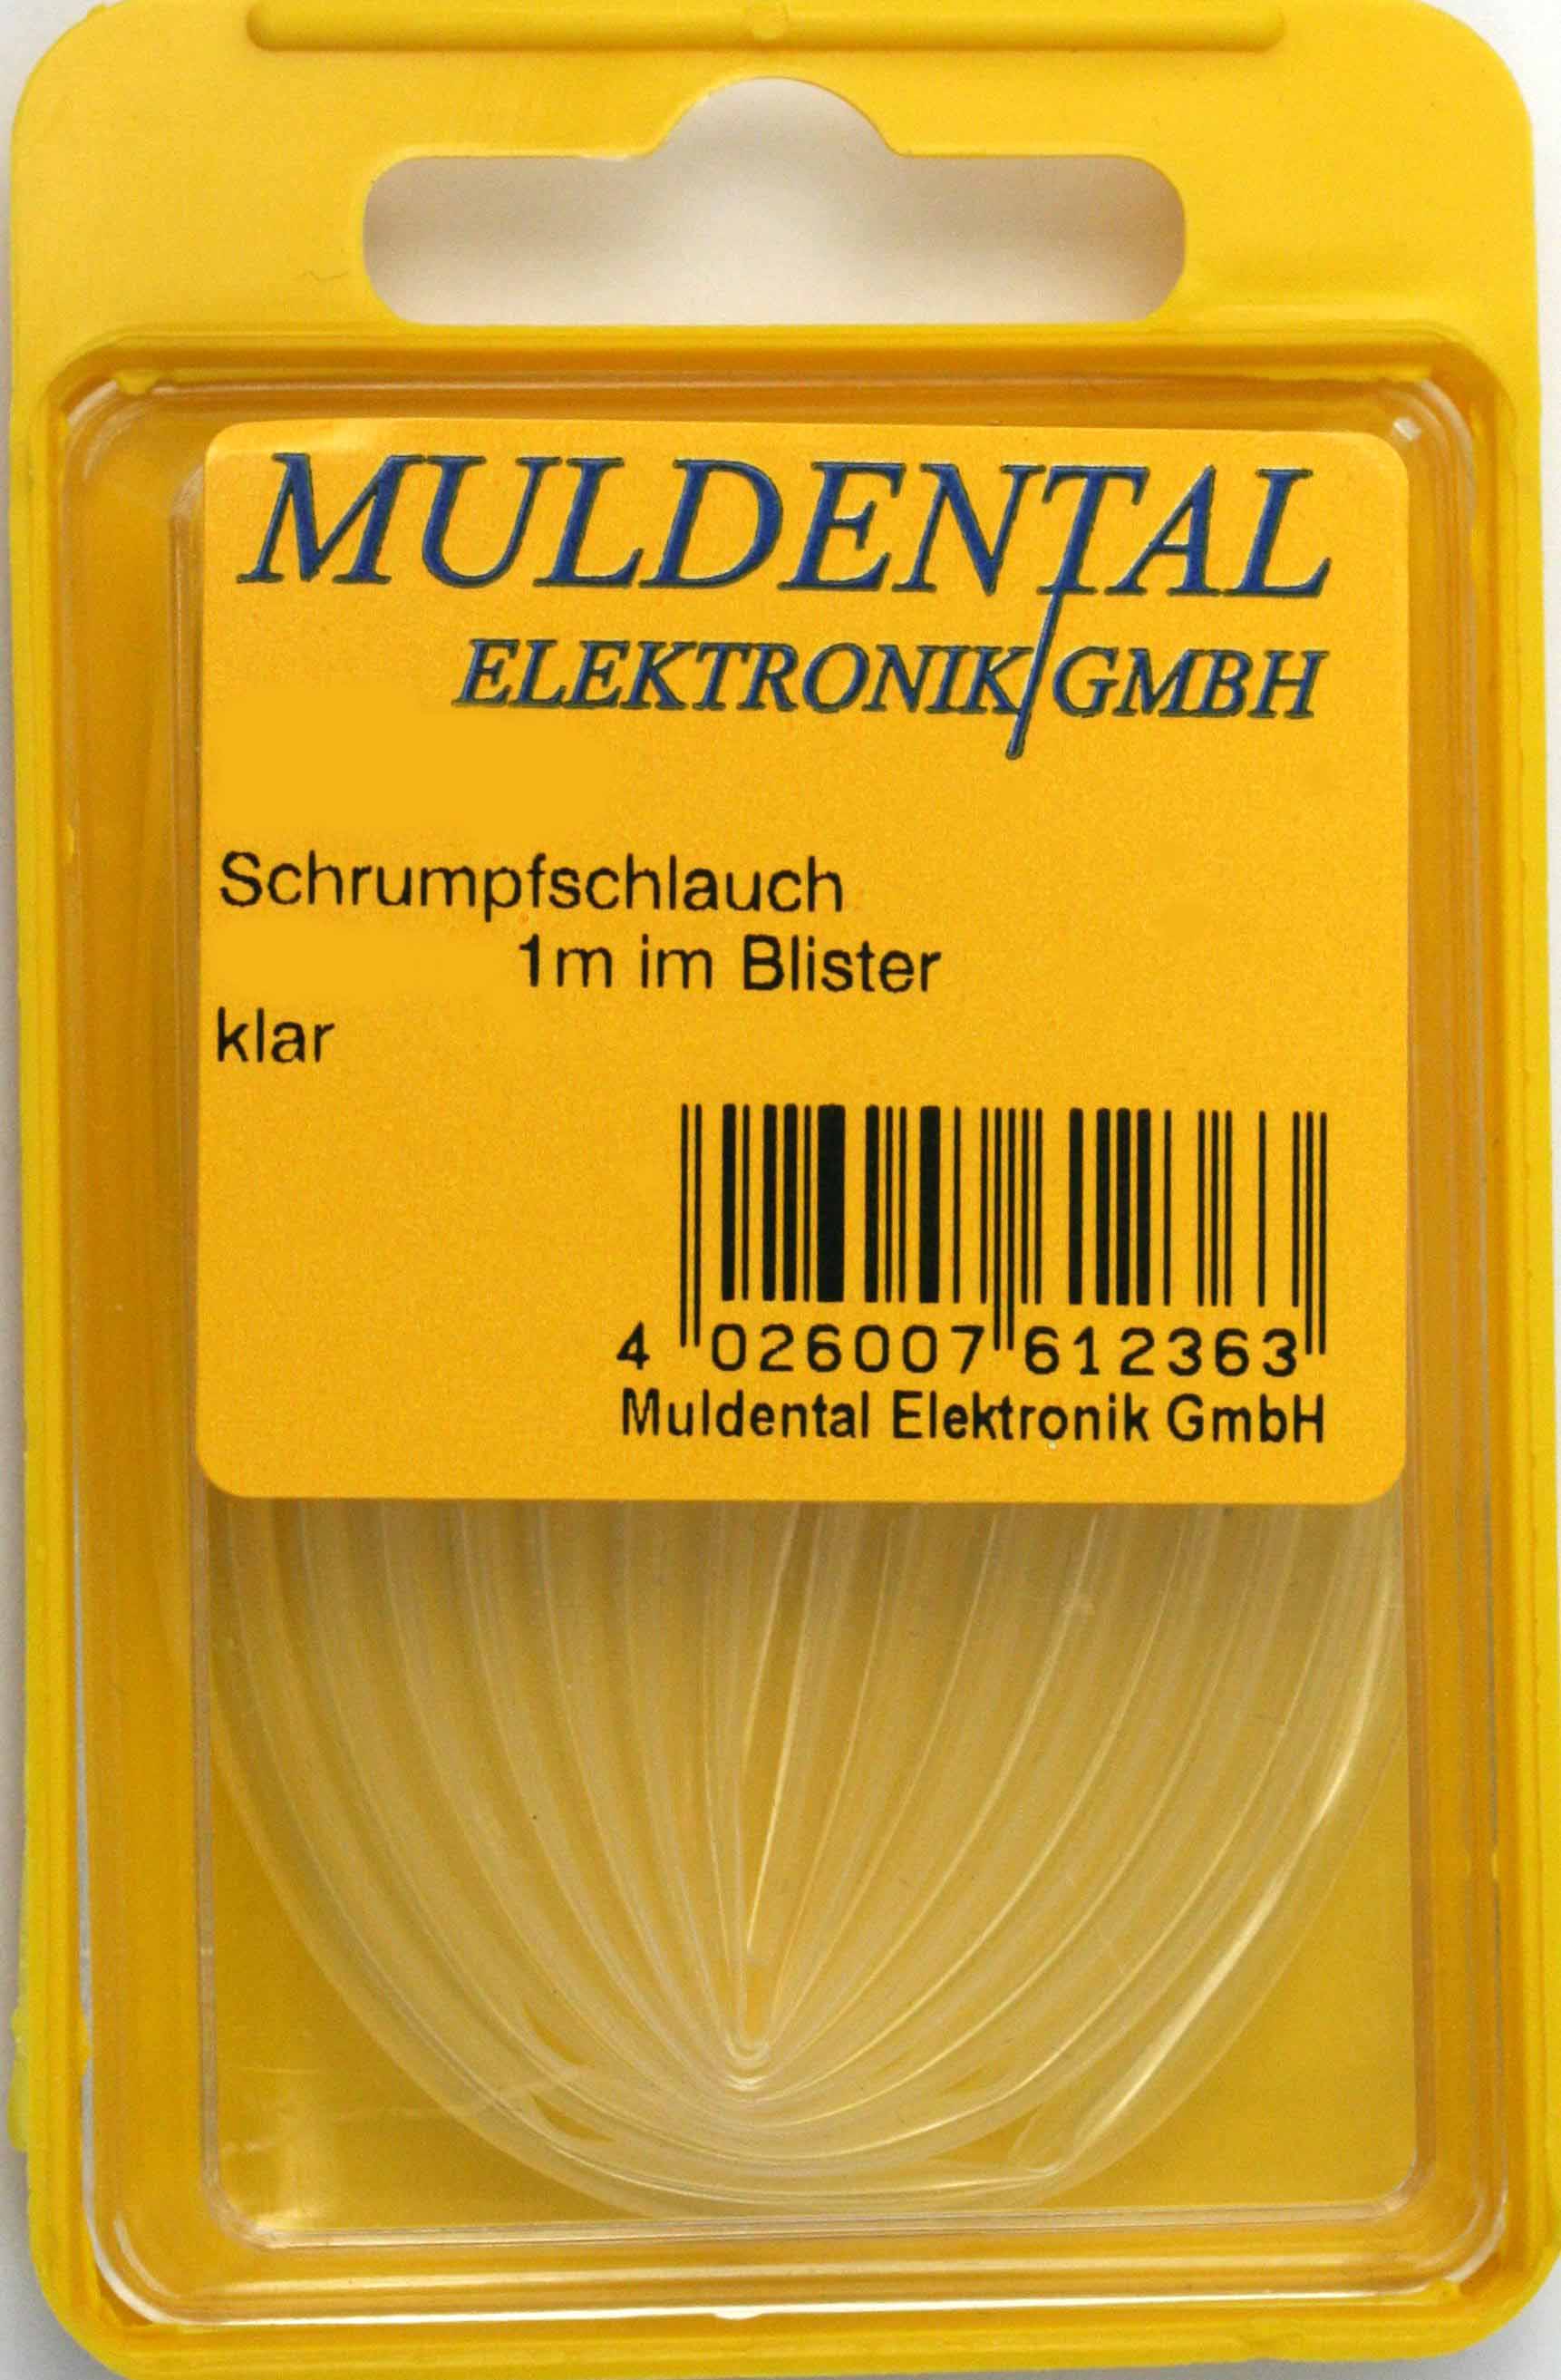 MULDENTAL
ELEKTRONIK GMBH
Schrumpfschlauch
1m im Blister
klar
4 026007 612363
Muldental Elektronik GmbH